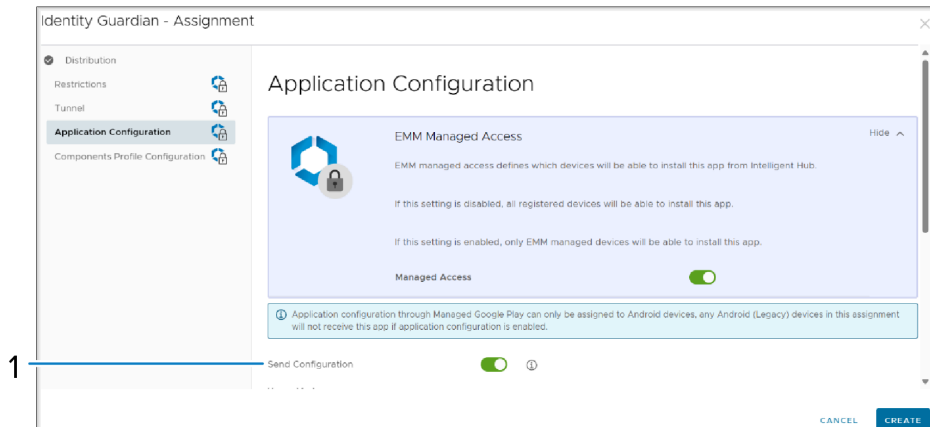 Identity Guardian - Assignment
Distribution
Restrictions
Tunnel
Application Configuration
Components Profile Configuration
Application Configuration
EMM Managed Access
Hide
EMM managed access defines which devices will be able to install this app from Intelligent Hub.
If this setting is disabled, all registered devices will be able to install this app.
If this setting is enabled, only EMM managed devices will be able to install this app.
Managed Access
Application configuration through Managed Google Play can only be assigned to Android devices, any Android (Legacy) devices in this assignment
will not receive this app if application configuration is enabled.
1
Send Configuration
CANCEL
CREATE